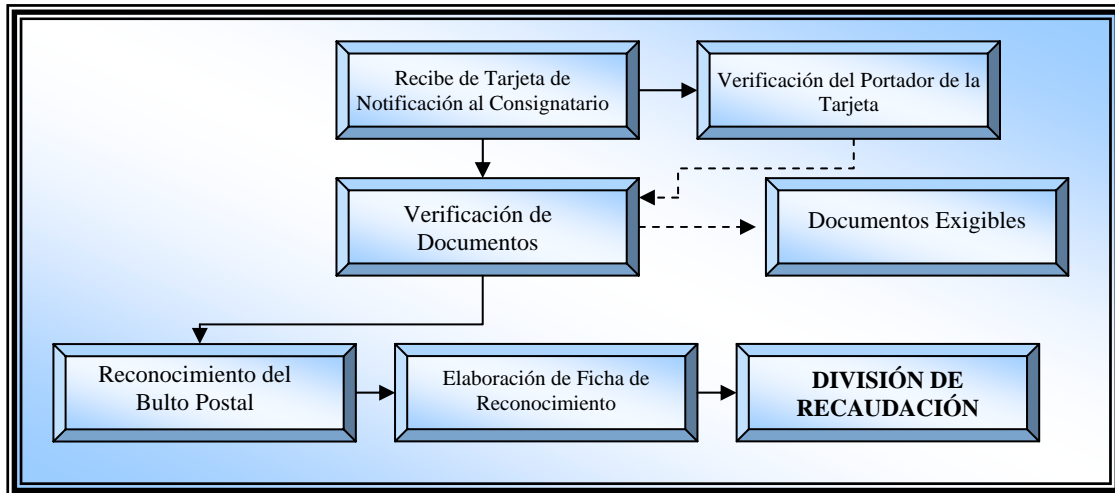 Recibe de Tarjeta de
Notificación al Consignatario
Verificación del Portador de la
Tarjeta
Verificación de
Documentos
Documentos Exigibles
Reconocimiento del
Bulto Postal
Elaboración de Ficha de
Reconocimiento
DIVISIÓN DE
RECAUDACIÓN